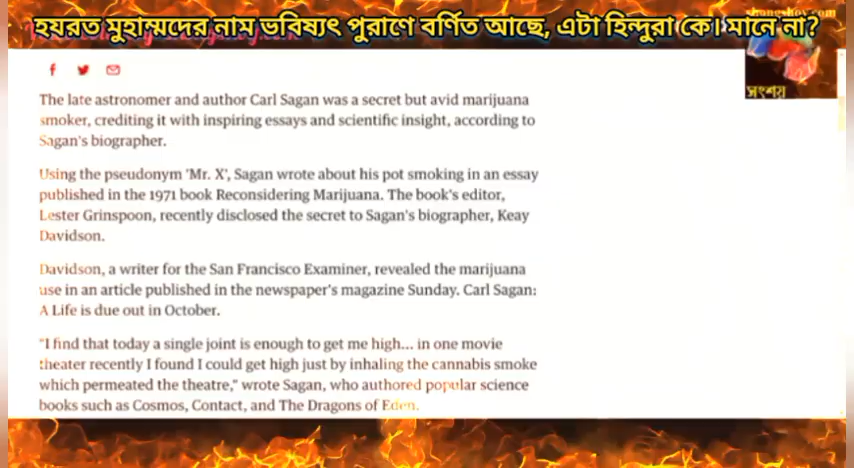 হযরত মুহাম্মদের নাম ভবিষ্যৎ পুরাণে বর্ণিত আছে, এটা হিন্দুরা কে। মানে না?
shongshoy.com
সংশয়
The late astronomer and author Carl Sagan was a secret but avid marijuana
smoker, crediting it with inspiring essays and scientific insight, according to
Sagan's biographer.
Using the pseudonym 'Mr. X', Sagan wrote about his pot smoking in an essay
published in the 1971 book Reconsidering Marijuana. The book's editor,
Lester Grinspoon, recently disclosed the secret to Sagan's biographer, Keay
Davidson.
Davidson, a writer for the San Francisco Examiner, revealed the marijuana
use in an article published in the newspaper's magazine Sunday. Carl Sagan:
A Life is due out in October.
"I find that today a single joint is enough to get me high... in one movie
theater recently I found I could get high just by inhaling the cannabis smoke
which permeated the theatre," wrote Sagan, who authored popular science
books such as Cosmos, Contact, and The Dragons of Eden.